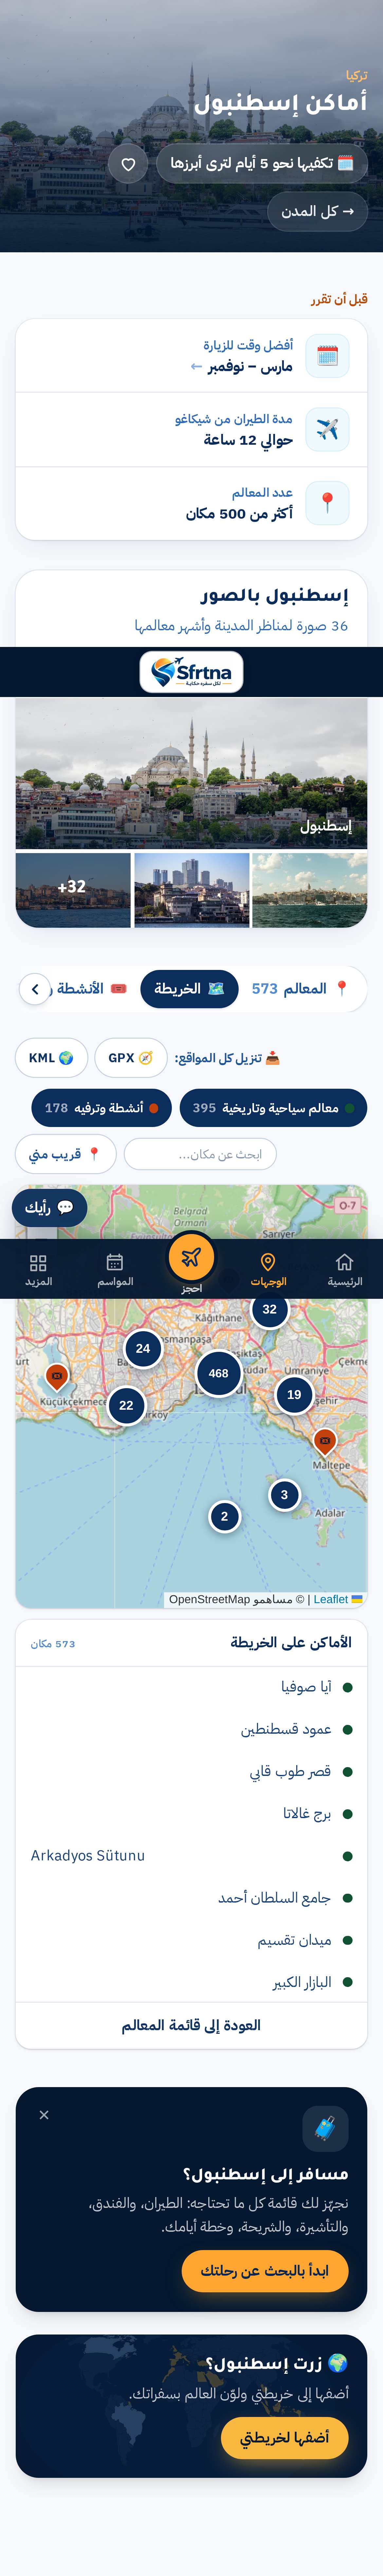 تركيا
أماكن إسطنبول
🗓️ تكفيها نحو 5 أيام لترى أبرزها
→ كل المدن
قبل أن تقرر
أفضل وقت للزيارة
مارس – نوفمبر ←
مدة الطيران من شيكاغو
حوالي 12 ساعة
عدد المعالم
أكثر من 500 مكان
إسطنبول بالصور
36 صورة لمناظر المدينة وأشهر معالمها
Sfrtna
لكل سفره حكاية
إسطنبول
+32
📍 المعالم 573
🗺️ الخريطة
🎟️ الأنشطة
📥 تنزيل كل المواقع:
GPX 🧭
KML 🌍
معالم سياحية وتاريخية 395
أنشطة وترفيه 178
ابحث عن مكان...
📍 قريب مني
💬 رأيك
Belgrad
Ormanı
O-7
الرئيسية
الوجهات
احجز
المواسم
المزيد
Kâğıthane
32
24
468
Umraniye
22
19
Küçükçekmece
Maltepe
3
2
Adalar
Leaflet | © مساهمو OpenStreetMap
الأماكن على الخريطة
573 مكان
آيا صوفيا
عمود قسطنطين
قصر طوب قابي
برج غالاتا
Arkadyos Sütunu
جامع السلطان أحمد
ميدان تقسيم
البازار الكبير
العودة إلى قائمة المعالم
×
مسافر إلى إسطنبول؟
نجهّز لك قائمة كل ما تحتاجه: الطيران، والفندق،
والتأشيرة، والشريحة، وخطة أيامك.
ابدأ بالبحث عن رحلتك
🌍 زرت إسطنبول؟
أضفها إلى خريطتي ولوّن العالم بسفراتك.
أضفها لخريطتي